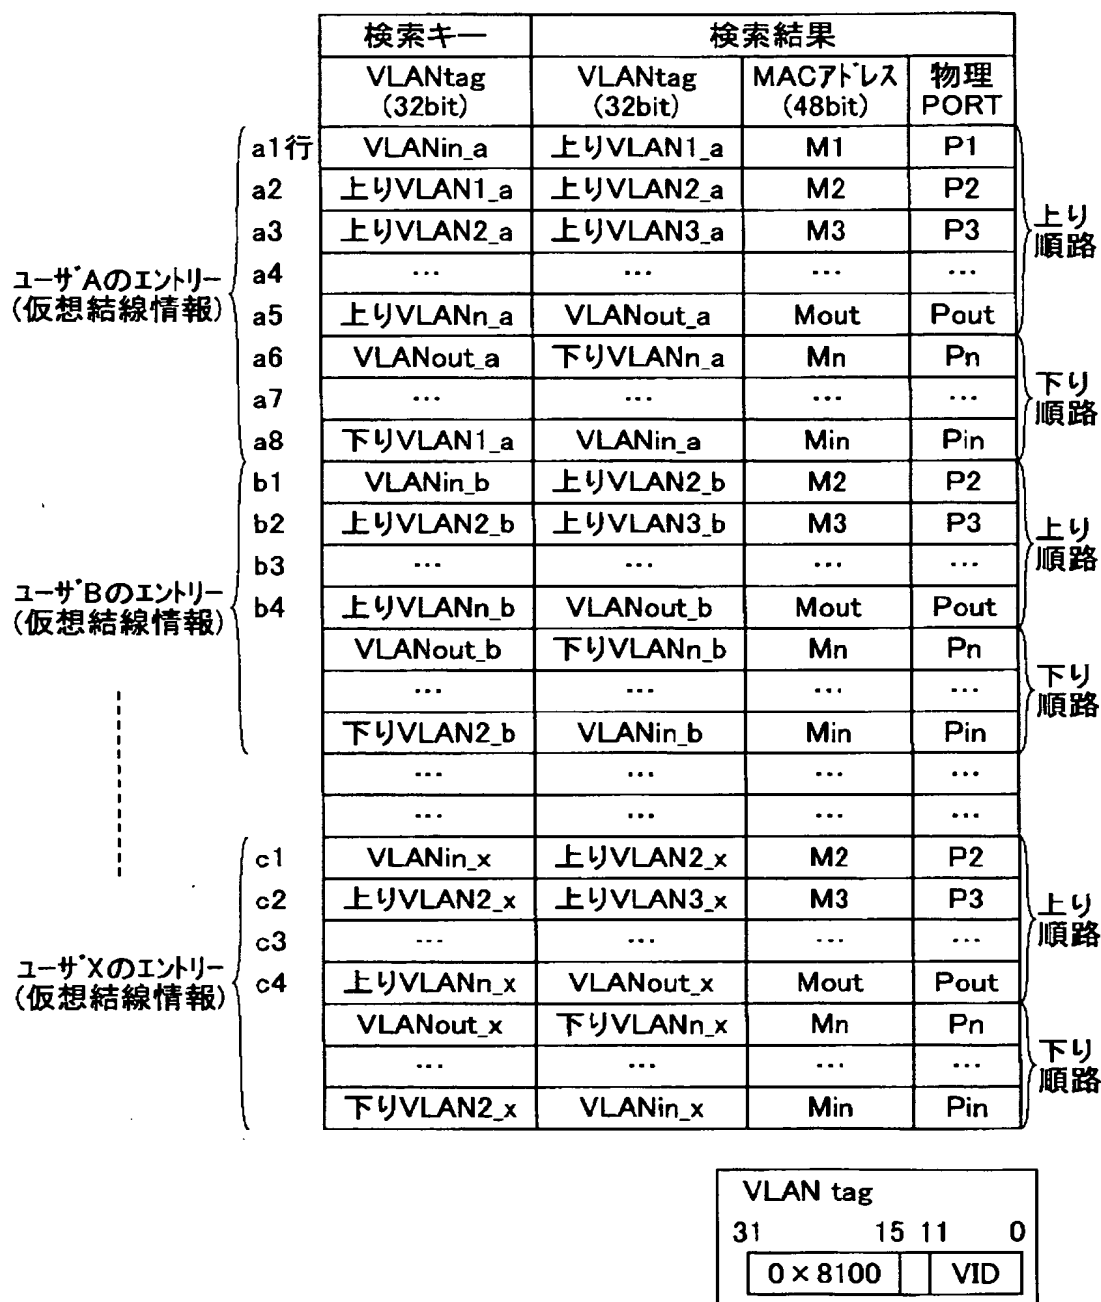 検索キー 検索結果
VLANtag (32bit) VLANtag (32bit) MACアドレス (48bit) 物理 PORT
a1行 VLANin_a 上りVLAN1_a M1 P1
a2 上りVLAN1_a 上りVLAN2_a M2 P2
a3 上りVLAN2_a 上りVLAN3_a M3 P3
a4 ... ... ... ...
a5 上りVLANn_a VLANout_a Mout Pout
上り順路
a6 VLANout_a 下りVLANn_a Mn Pn
a7 ... ... ... ...
a8 下りVLAN1_a VLANin_a Min Pin
下り順路
ユーザAのエントリー
(仮想結線情報)
b1 VLANin_b 上りVLAN2_b M2 P2
b2 上りVLAN2_b 上りVLAN3_b M3 P3
b3 ... ... ... ...
b4 上りVLANn_b VLANout_b Mout Pout
上り順路
VLANout_b 下りVLANn_b Mn Pn
... ... ... ...
下りVLAN2_b VLANin_b Min Pin
下り順路
ユーザBのエントリー
(仮想結線情報)
... ... ... ...
... ... ... ...
c1 VLANin_x 上りVLAN2_x M2 P2
c2 上りVLAN2_x 上りVLAN3_x M3 P3
c3 ... ... ... ...
c4 上りVLANn_x VLANout_x Mout Pout
上り順路
VLANout_x 下りVLANn_x Mn Pn
... ... ... ...
下りVLAN2_x VLANin_x Min Pin
下り順路
ユーザXのエントリー
(仮想結線情報)
VLAN tag
31 15 11 0
0×8100 VID